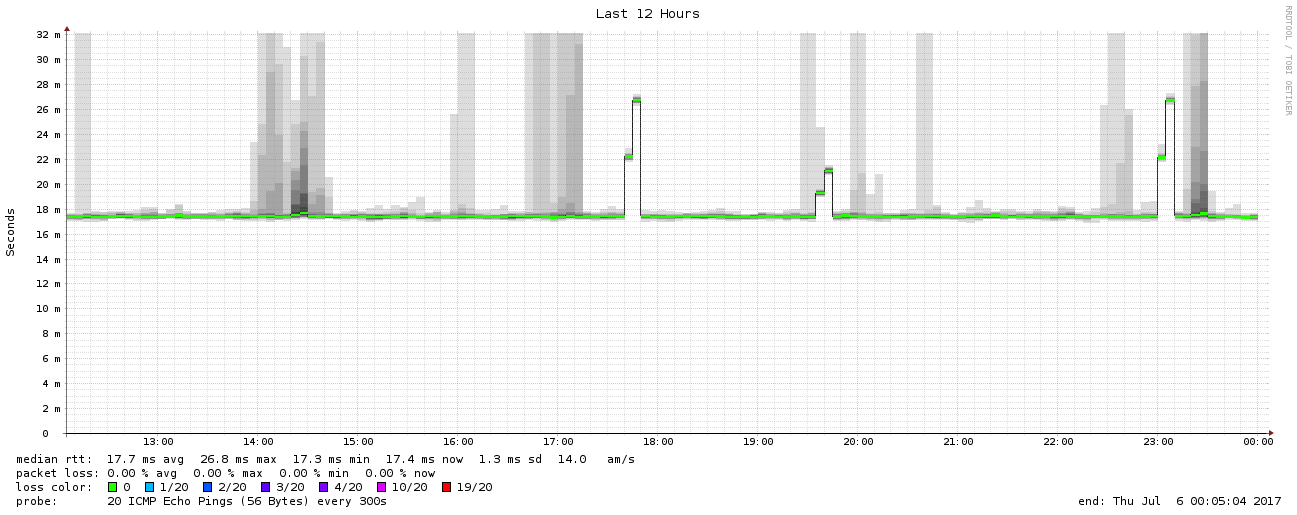 Last 12 Hours
RRDTOOL / TOBI OETIKER
Seconds
32 m
30 m
28 m
26 m
24 m
22 m
20 m
18 m
16 m
14 m
12 m
10 m
8 m
6 m
4 m
2 m
0
13:00 14:00 15:00 16:00 17:00 18:00 19:00 20:00 21:00 22:00 23:00 00:00
median rtt: 17.7 ms avg 26.8 ms max 17.3 ms min 17.4 ms now 1.3 ms sd 14.0 am/s
packet loss: 0.00 % avg 0.00 % max 0.00 % min 0.00 % now
loss color: 0 1/20 2/20 3/20 4/20 10/20 19/20
probe: 20 ICMP Echo Pings (56 Bytes) every 300s end: Thu Jul 6 00:05:04 2017